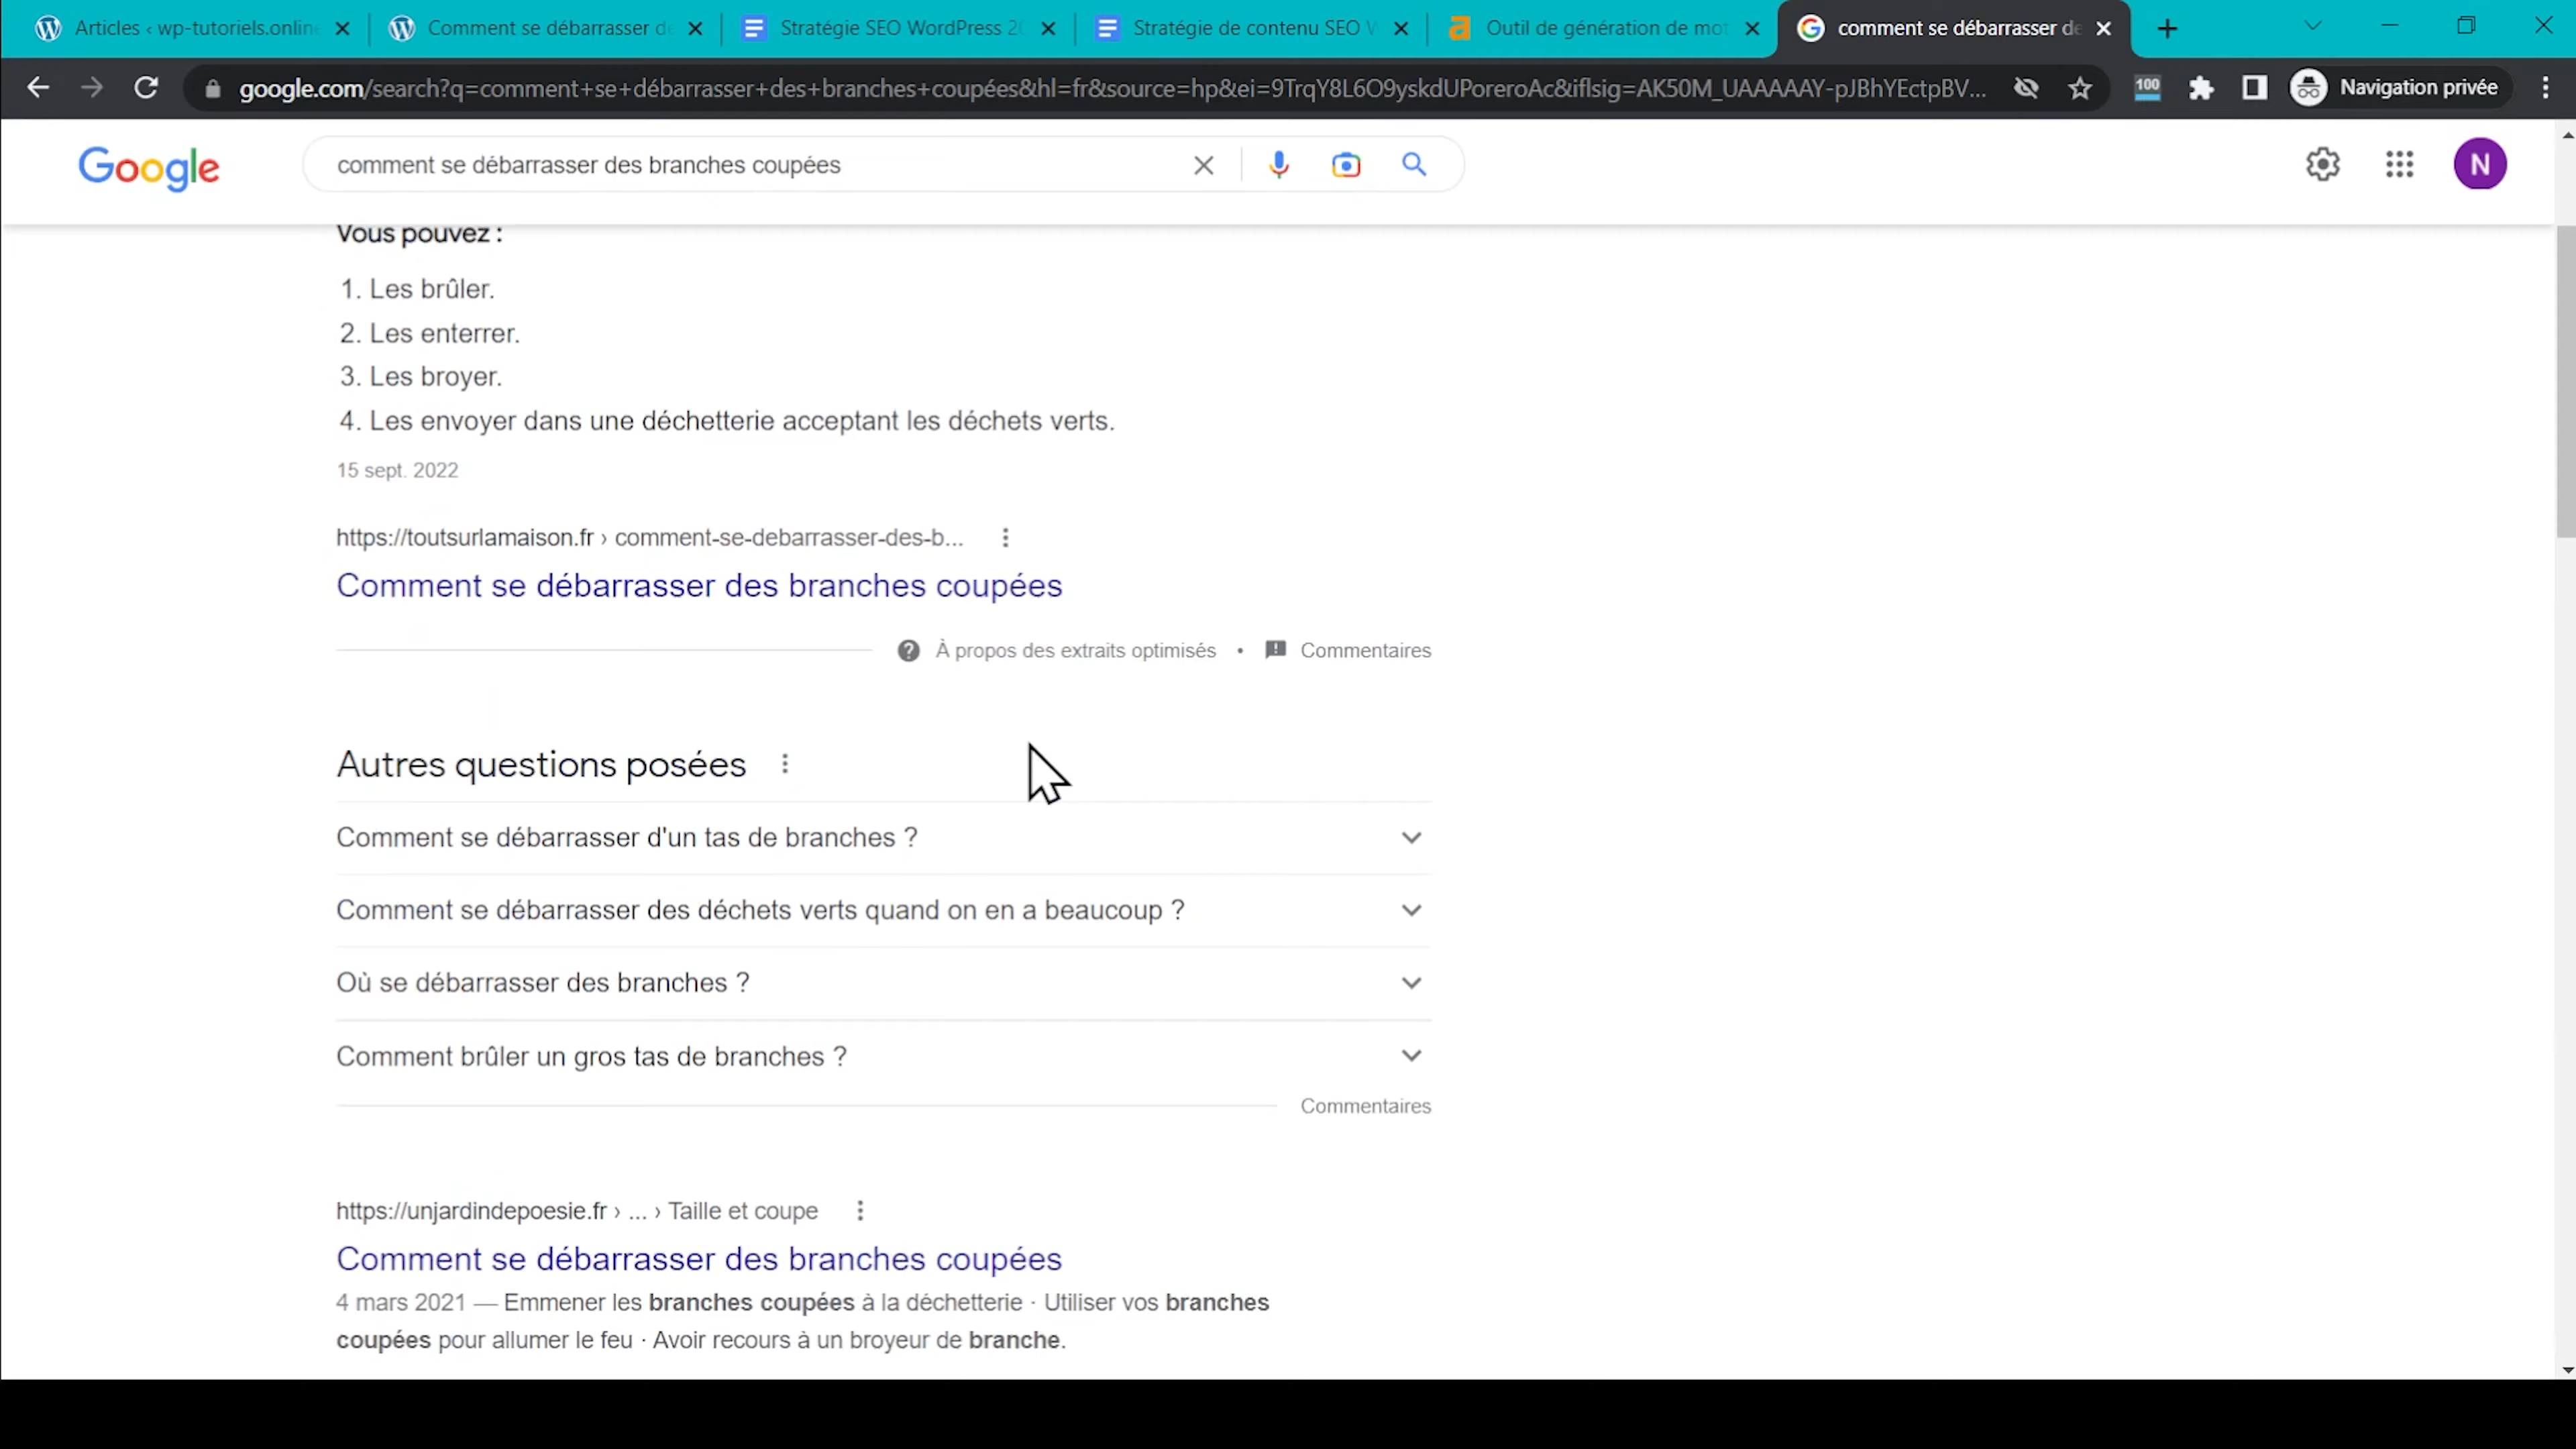 Articles ‹ wp-tutoriels.online
Comment se débarrasser de
Stratégie SEO WordPress 20
Stratégie de contenu SEO W
Outil de génération de mot
comment se débarrasser de
google.com/search?q=comment+se+débarrasser+des+branches+coupées&hl=fr&source=hp&ei=9TrqY8L6O9yskdUPoreroAc&iflsig=AK50M_UAAAAAY-pJBhYEctpBV...
100
Navigation privée
Google
comment se débarrasser des branches coupées
N
Vous pouvez :
1. Les brûler.
2. Les enterrer.
3. Les broyer.
4. Les envoyer dans une déchetterie acceptant les déchets verts.
15 sept. 2022
https://toutsurlamaison.fr › comment-se-debarrasser-des-b...
Comment se débarrasser des branches coupées
À propos des extraits optimisés • Commentaires
Autres questions posées
Comment se débarrasser d'un tas de branches ?
Comment se débarrasser des déchets verts quand on en a beaucoup ?
Où se débarrasser des branches ?
Comment brûler un gros tas de branches ?
Commentaires
https://unjardindepoesie.fr › ... › Taille et coupe
Comment se débarrasser des branches coupées
4 mars 2021 — Emmener les branches coupées à la déchetterie · Utiliser vos branches
coupées pour allumer le feu · Avoir recours à un broyeur de branche.